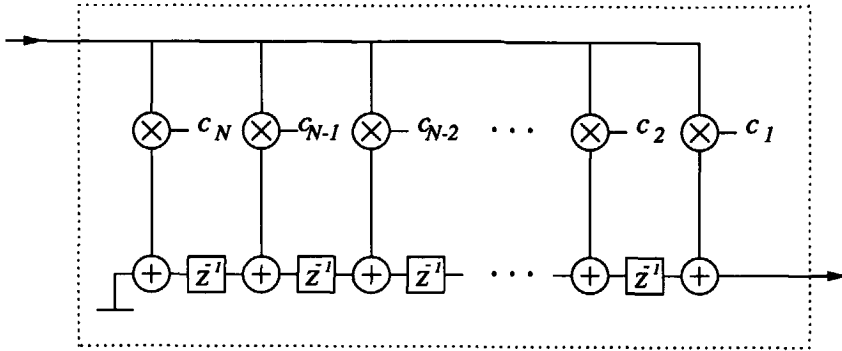 c_N c_{N-1} c_{N-2} · · · c_2 c_1
z^{-1} z^{-1} z^{-1} · · · z^{-1}